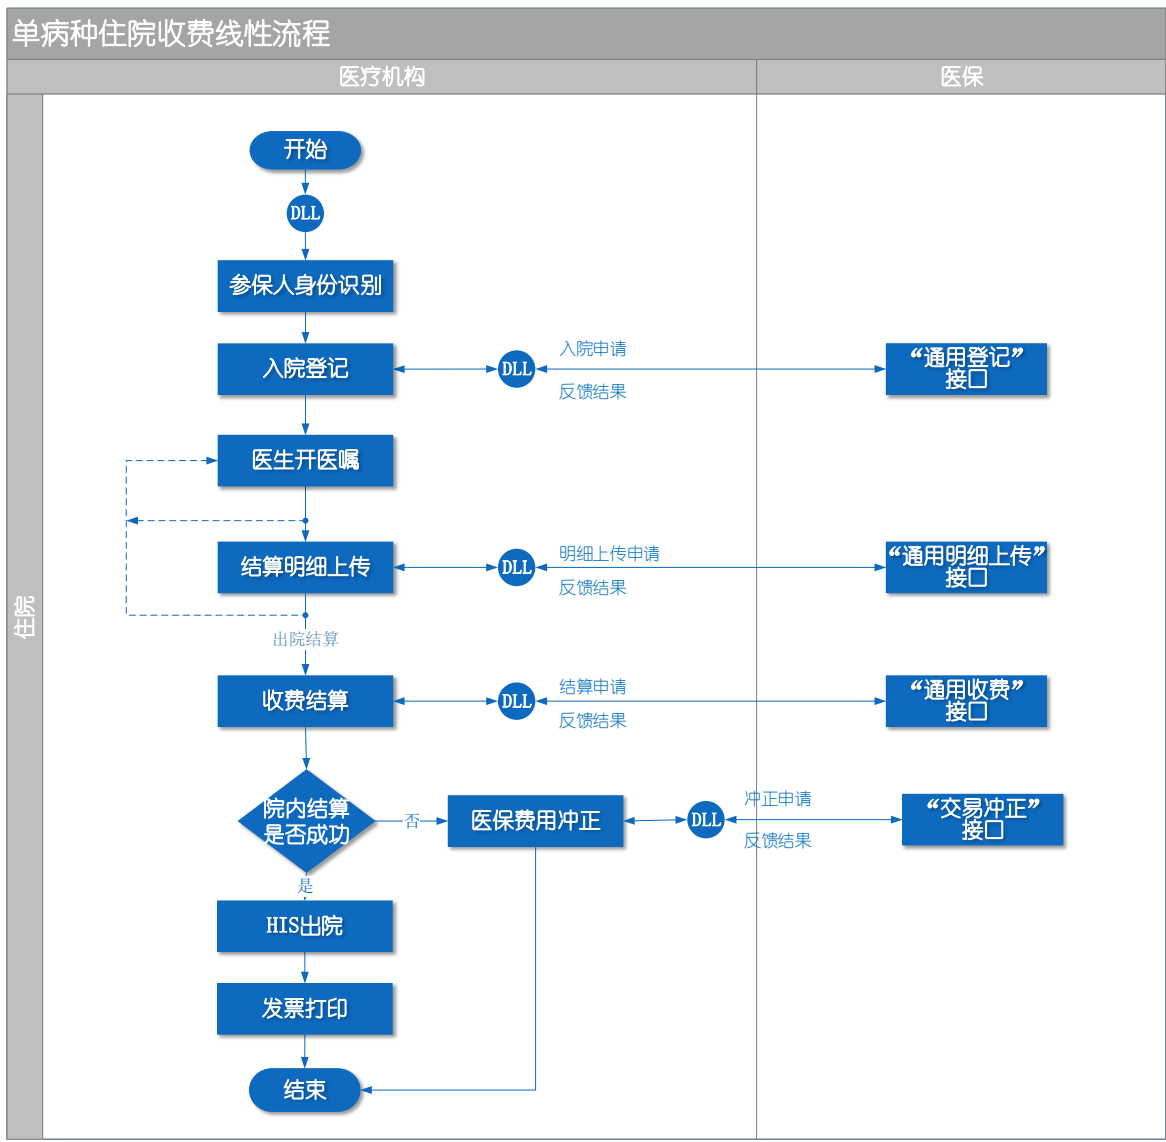 单病种住院收费线性流程
医疗机构
医保
住院
开始
DLL
参保人身份识别
入院登记
DLL
入院申请
反馈结果
“通用登记”
接口
医生开医嘱
结算明细上传
DLL
明细上传申请
反馈结果
“通用明细上传”
接口
出院结算
收费结算
DLL
结算申请
反馈结果
“通用收费”
接口
院内结算
是否成功
否
医保费用冲正
DLL
冲正申请
反馈结果
“交易冲正”
接口
是
HIS出院
发票打印
结束